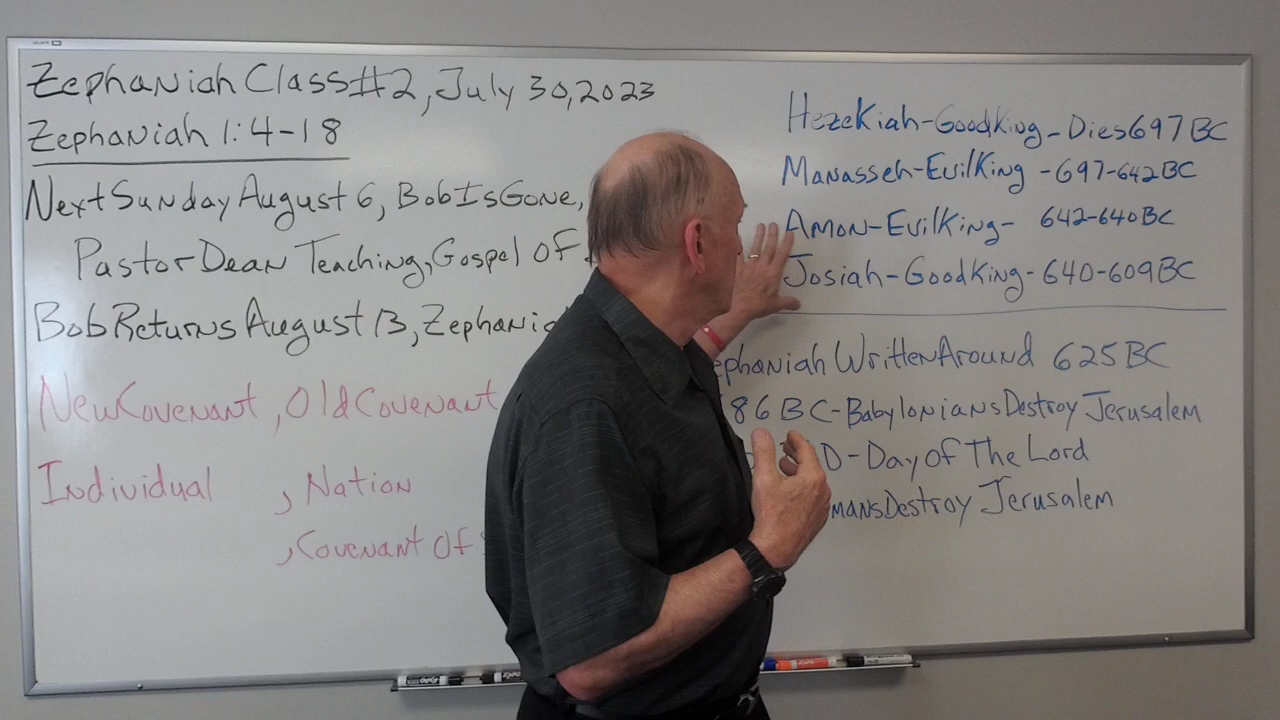 Zephaniah Class #2, July 30, 2023
Zephaniah 1:4-18
Next Sunday August 6, Bob Is Gone,
Pastor Dean Teaching, Gospel Of
Bob Returns August 13,
New Covenant, Old Covenant
Individual , Nation
, Covenant Of
Hezekiah-Good King-Dies 697 BC
Manasseh-Evil King -697-642 BC
Amon-Evil King- 642-640 BC
Josiah-Good King-640-609 BC
Written Around 625 BC
86 BC-Babylonians Destroy Jerusalem
D-Day Of The Lord
Destroy Jerusalem
EXPO